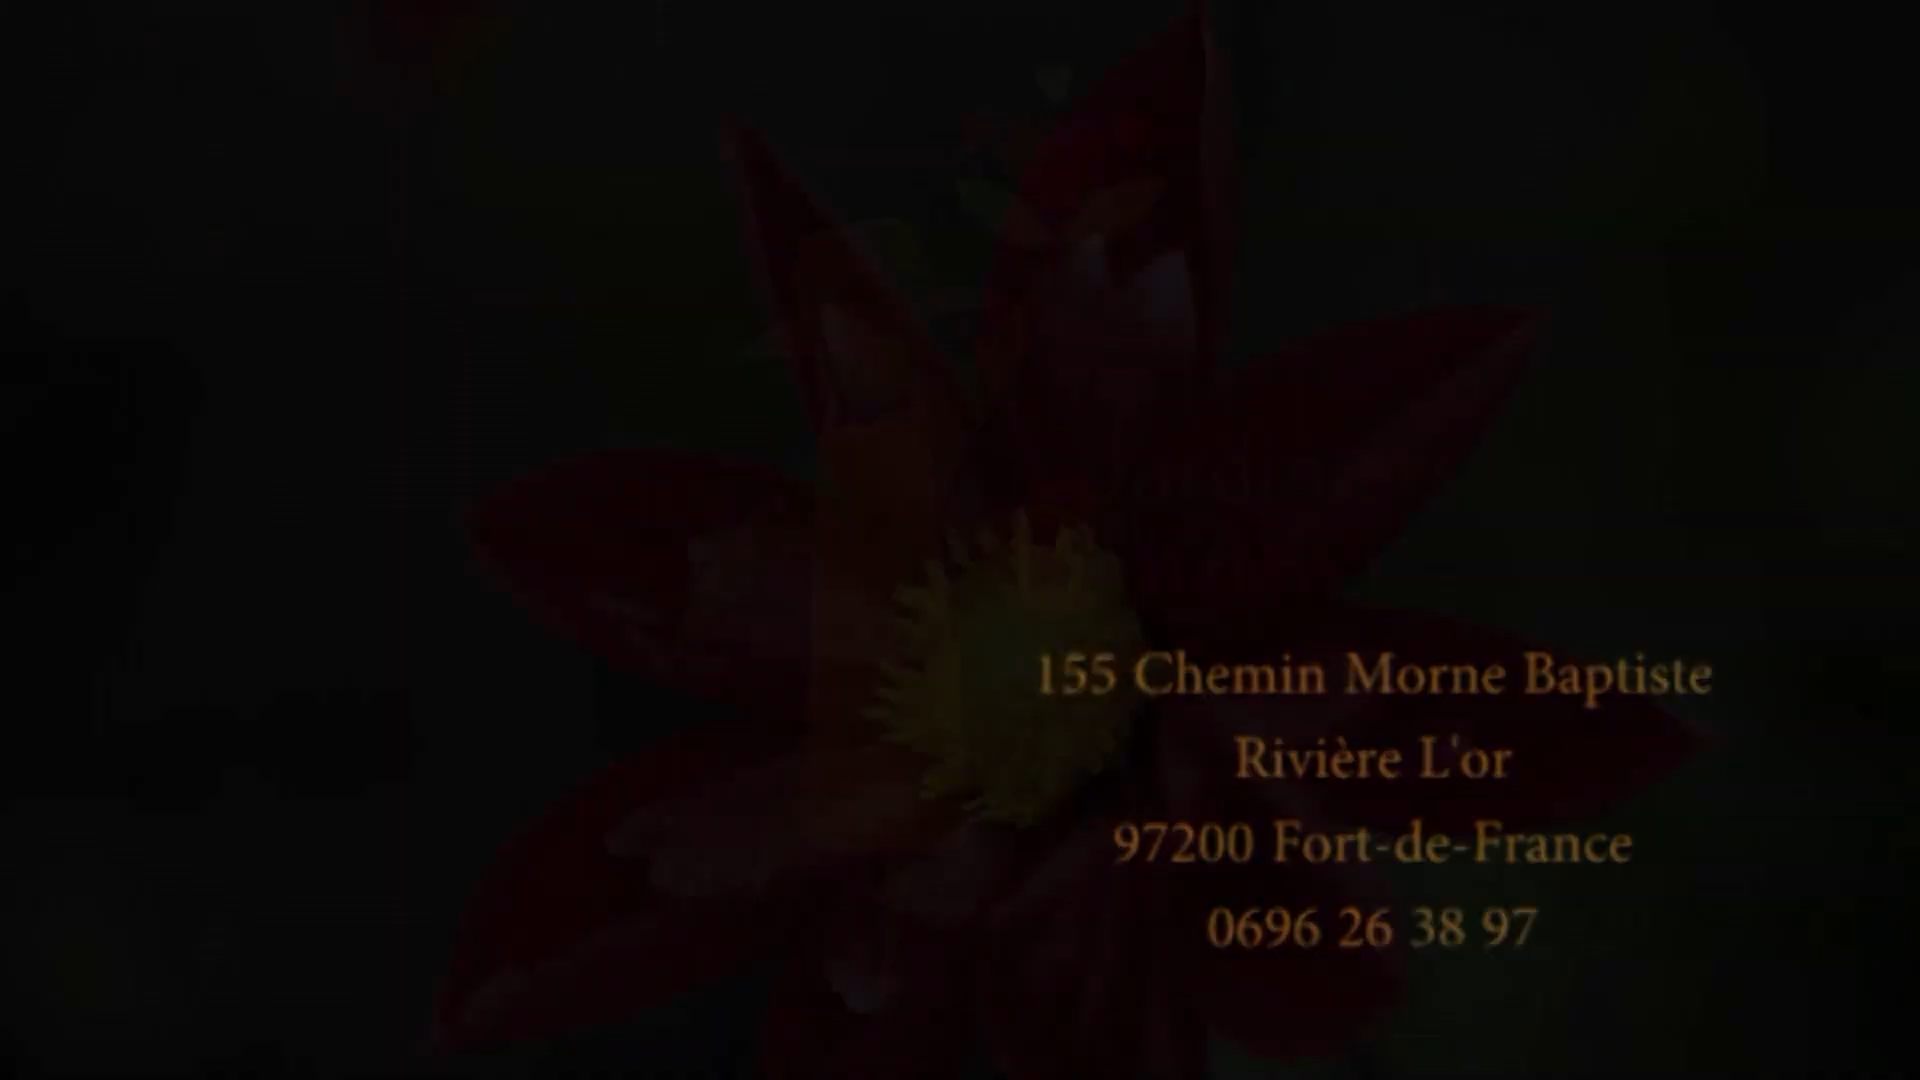 155 Chemin Morne Baptiste
Rivière L'or
97200 Fort-de-France
0696 26 38 97